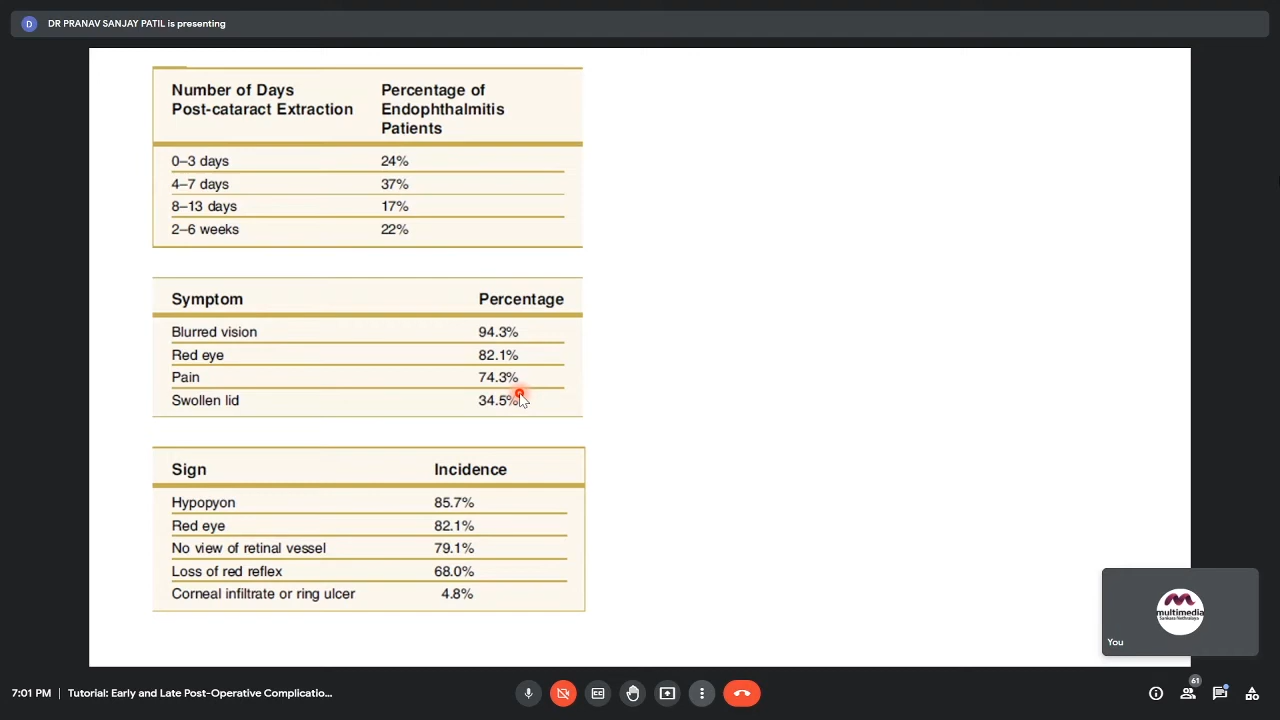 D DR PRANAV SANJAY PATIL is presenting
Number of Days Percentage of
Post-cataract Extraction Endophthalmitis
Patients
0–3 days 24%
4–7 days 37%
8–13 days 17%
2–6 weeks 22%
Symptom Percentage
Blurred vision 94.3%
Red eye 82.1%
Pain 74.3%
Swollen lid 34.5%
Sign Incidence
Hypopyon 85.7%
Red eye 82.1%
No view of retinal vessel 79.1%
Loss of red reflex 68.0%
Corneal infiltrate or ring ulcer 4.8%
multimedia
Sankara Nethralaya
You
7:01 PM | Tutorial: Early and Late Post-Operative Complicatio...
61